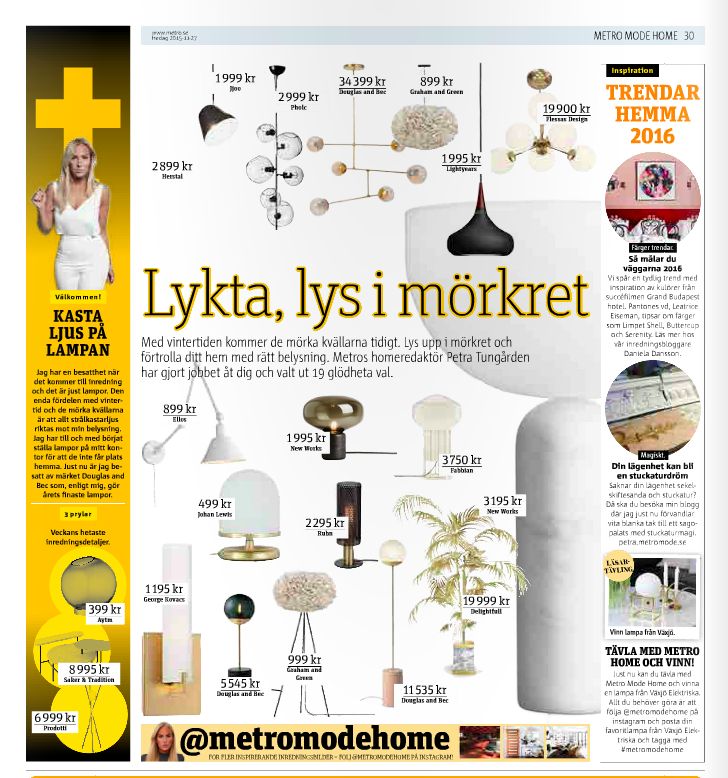 www.metro.se
fredag 2015-11-27
METRO MODE HOME 30
Välkommen!
KASTA
LJUS PÅ
LAMPAN
Jag har en besatthet när
det kommer till inredning
och det är just lampor. Den
enda fördelen med vinter-
tid och de mörka kvällarna
är att allt strålkastarljus
riktas mot min belysning.
Jag har till och med börjat
ställa lampor på mitt kon-
tor för att de inte får plats
hemma. Just nu är jag be-
satt av märket Douglas and
Bec som, enligt mig, gör
årets finaste lampor.
3 prylar
Veckans hetaste
inredningsdetaljer.
399 kr
Aytm
8 995 kr
Saker & Tradition
6 999 kr
Prodotti
1 999 kr
Jjoo
2 999 kr
Pholc
34 399 kr
Douglas and Bec
899 kr
Graham and Green
19 900 kr
Flessas Design
2 899 kr
Herstal
1 995 kr
Lightyears
Lykta, lys i mörkret
Med vintertiden kommer de mörka kvällarna tidigt. Lys upp i mörkret och
förtrolla ditt hem med rätt belysning. Metros homeredaktör Petra Tungården
har gjort jobbet åt dig och valt ut 19 glödheta val.
899 kr
Ellos
1 995 kr
New Works
3 750 kr
Fabbian
499 kr
Johan Lewis
2 295 kr
Rubn
3 195 kr
New Works
1 195 kr
George Kovacs
19 999 kr
Delightfull
5 545 kr
Douglas and Bec
999 kr
Graham and
Green
11 535 kr
Douglas and Bec
@metromodehome
FÖR FLER INSPIRERANDE INREDNINGSBILDER – FÖLJ @METROMODEHOME PÅ INSTAGRAM!
Inspiration
TRENDAR
HEMMA
2016
Färger trendar.
Så målar du
väggarna 2016
Vi spår en tydlig trend med
inspiration av kulörer från
succéfilmen Grand Budapest
hotel. Pantones vd, Leatrice
Eiseman, tipsar om färger
som Limpet Shell, Buttercup
och Serenity. Läs mer hos
vår inredningsbloggare
Daniela Dansson.
Magiskt.
Din lägenhet kan bli
en stuckaturdröm
Saknar din lägenhet sekel-
skiftesanda och stuckatur?
Då ska du besöka min blogg
där jag just nu förvandlar
vita blanka tak till ett sago-
palats med stuckaturmagi.
petra.metromode.se
LÄSAR-
TÄVLING
Vinn lampa från Växjö.
TÄVLA MED METRO
HOME OCH VINN!
Just nu kan du tävla med
Metro Mode Home och vinna
en lampa från Växjö Elektriska.
Allt du behöver göra är att
följa @metromodehome på
instagram och posta din
favoritlampa från Växjö Elek-
triska och tagga med
#metromodehome